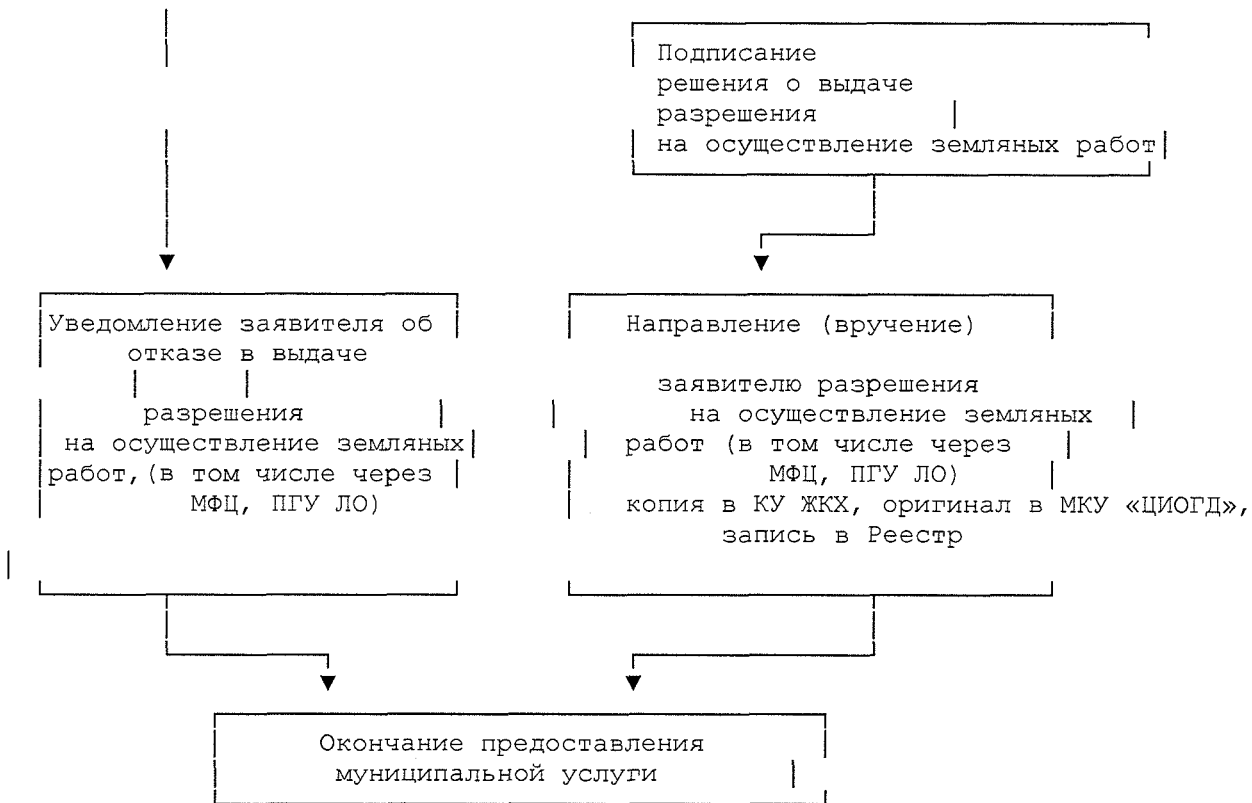 Подписание
решения о выдаче
разрешения
на осуществление земляных работ
Уведомление заявителя об
отказе в выдаче
разрешения
на осуществление земляных
работ, (в том числе через
МФЦ, ПГУ ЛО)
Направление (вручение)
заявителю разрешения
на осуществление земляных
работ (в том числе через
МФЦ, ПГУ ЛО)
копия в КУ ЖКХ, оригинал в МКУ «ЦИОГД»,
запись в Реестр
Окончание предоставления
муниципальной услуги